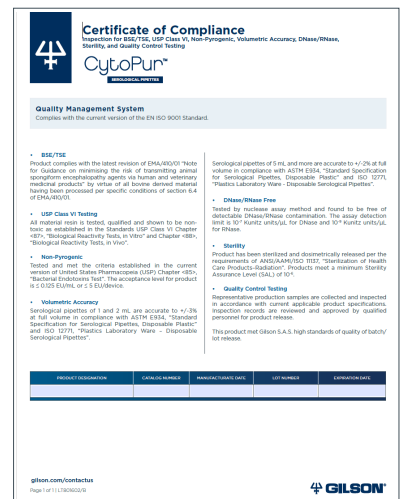 Certificate of Compliance
Inspection for BSE/TSE, USP Class VI, Non-Pyrogenic, Volumetric Accuracy, DNase/RNase,
Sterility, and Quality Control Testing
CytoPur™
SEROLOGICAL PIPETTES
Quality Management System
Complies with the current version of the EN ISO 9001 Standard.
• BSE/TSE
Product complies with the latest revision of EMA/410/01 "Note
for Guidance on minimising the risk of transmitting animal
spongiform encephalopathy agents via human and veterinary
medicinal products" by virtue of all bovine derived material
having been processed per specific conditions of section 6.4
of EMA/410/01.
• USP Class VI Testing
All material resin is tested, qualified and shown to be non-
toxic as established in the Standards USP Class VI Chapter
<87>, "Biological Reactivity Tests, in Vitro" and Chapter <88>,
"Biological Reactivity Tests, in Vivo".
• Non-Pyrogenic
Tested and met the criteria established in the current
version of United States Pharmacopeia (USP) Chapter <85>,
"Bacterial Endotoxins Test". The acceptance level for product
is ≤ 0.125 EU/mL or ≤ 5 EU/device.
• Volumetric Accuracy
Serological pipettes of 1 and 2 mL are accurate to +/-3%
at full volume in compliance with ASTM E934, "Standard
Specification for Serological Pipettes, Disposable Plastic"
and ISO 12771, "Plastics Laboratory Ware - Disposable
Serological Pipettes".
Serological pipettes of 5 mL and more are accurate to +/-2% at full
volume in compliance with ASTM E934, "Standard Specification
for Serological Pipettes, Disposable Plastic" and ISO 12771,
"Plastics Laboratory Ware - Disposable Serological Pipettes".
• DNase/RNase Free
Tested by nuclease assay method and found to be free of
detectable DNase/RNase contamination. The assay detection
limit is Kunitz units/µL for DNase and Kunitz units/µL
for RNase.
• Sterility
Product has been sterilized and dosimetrically released per the
requirements of ANSI/AAMI/ISO 11137, "Sterilization of Health
Care Products-Radiation". Products meet a minimum Sterility
Assurance Level (SAL) of
• Quality Control Testing
Representative production samples are collected and inspected
in accordance with current applicable product specifications.
Inspection records are reviewed and approved by qualified
personnel for product release.
This product met Gilson S.A.S. high standards of quality of batch/
lot release.
PRODUCT DESIGNATION CATALOG NUMBER MANUFACTURATE DATE LOT NUMBER EXPIRATION DATE
gilson.com/contactus
Page 1 of 1 | LT801602/B
GILSON®